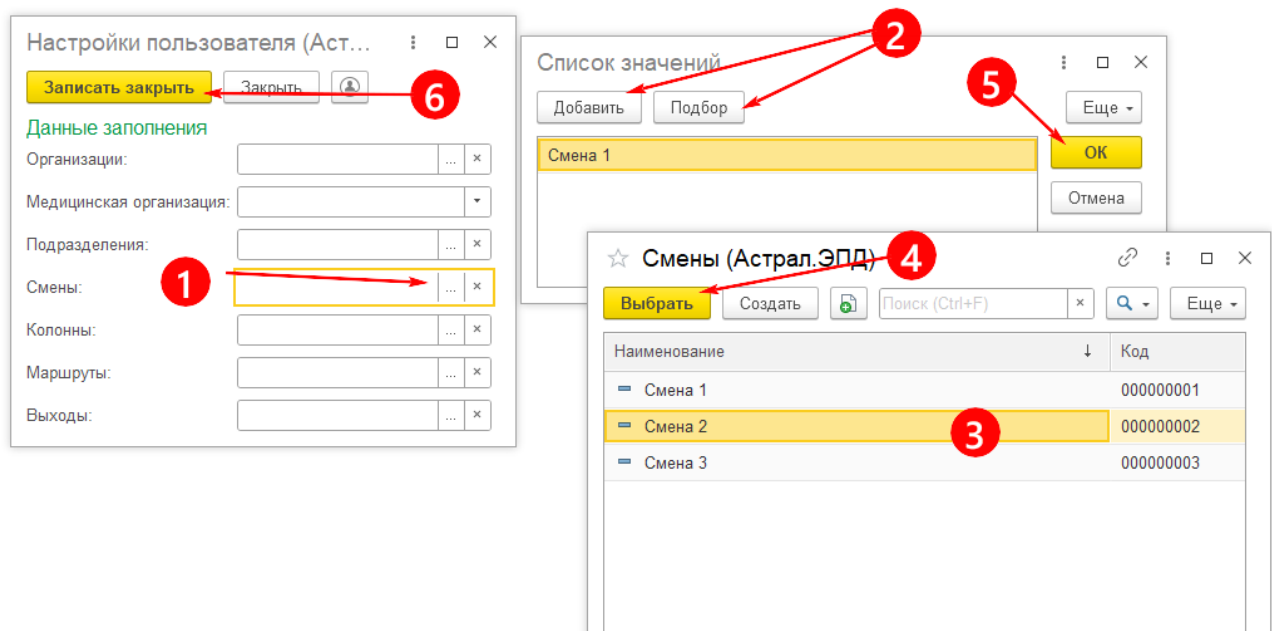 Настройки пользователя (Аст...
Записать закрыть
Закрыть
6
Данные заполнения
Организации:
Медицинская организация:
Подразделения:
Смены:
1
Колонны:
Маршруты:
Выходы:
2
Список значений
5
Добавить
Подбор
Еще
Смена 1
ОК
Отмена
Смены (Астрал.ЭПД)
4
Выбрать
Создать
Поиск (Ctrl+F)
Еще
Наименование ↓ Код
Смена 1 000000001
Смена 2 000000002
3
Смена 3 000000003